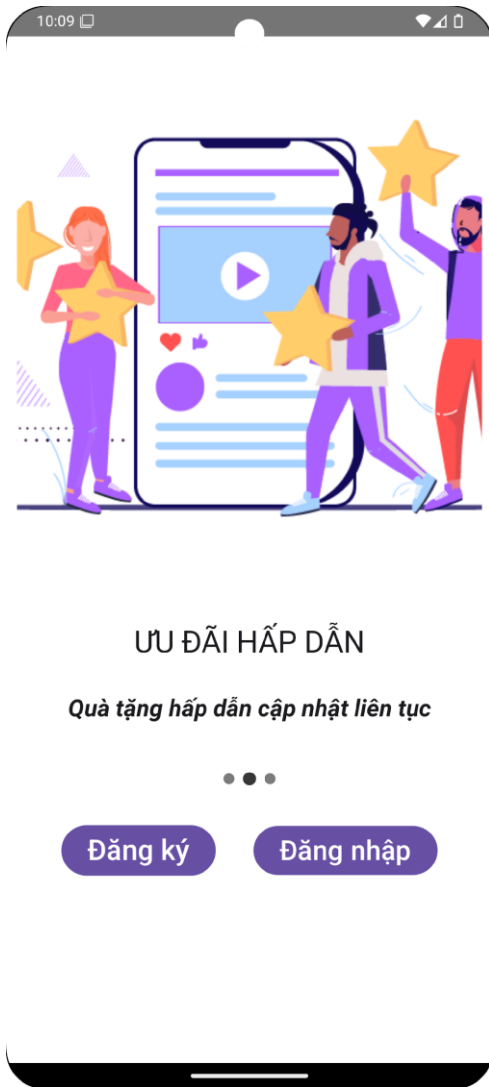 10:09
ƯU ĐÃI HẤP DẪN
Quà tặng hấp dẫn cập nhật liên tục
Đăng ký
Đăng nhập